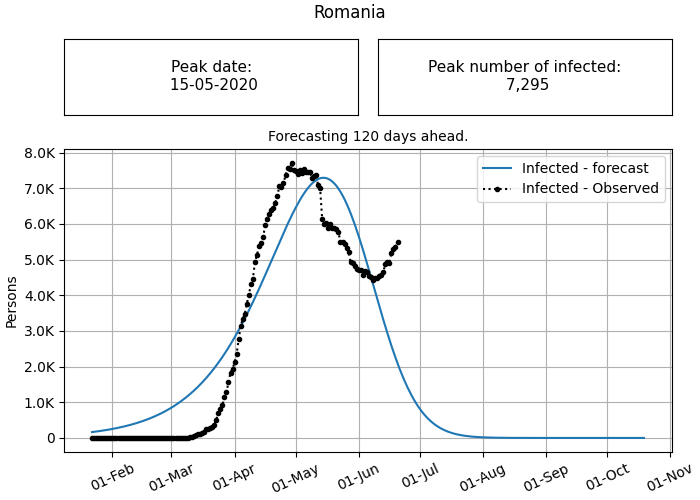 Romania
Peak date:
15-05-2020
Peak number of infected:
7,295
Forecasting 120 days ahead.
8.0K
7.0K
6.0K
5.0K
4.0K
3.0K
2.0K
1.0K
0
Persons
Infected - forecast
Infected - Observed
01-Feb
01-Mar
01-Apr
01-May
01-Jun
01-Jul
01-Aug
01-Sep
01-Oct
01-Nov